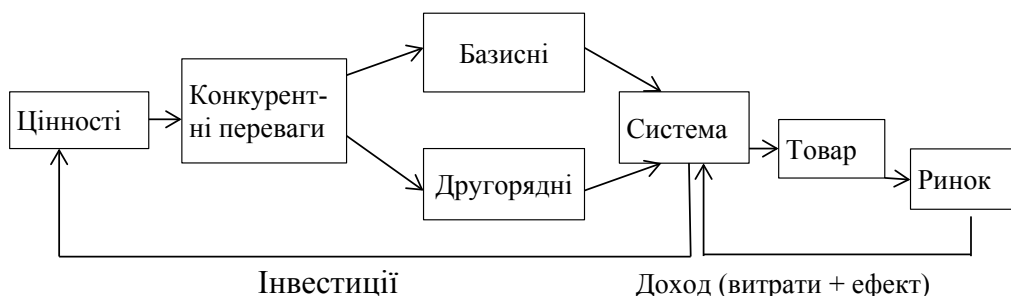 Цінності
Конкурент-
ні переваги
Базисні
Другорядні
Система
Товар
Ринок
Інвестиції
Доход (витрати + ефект)